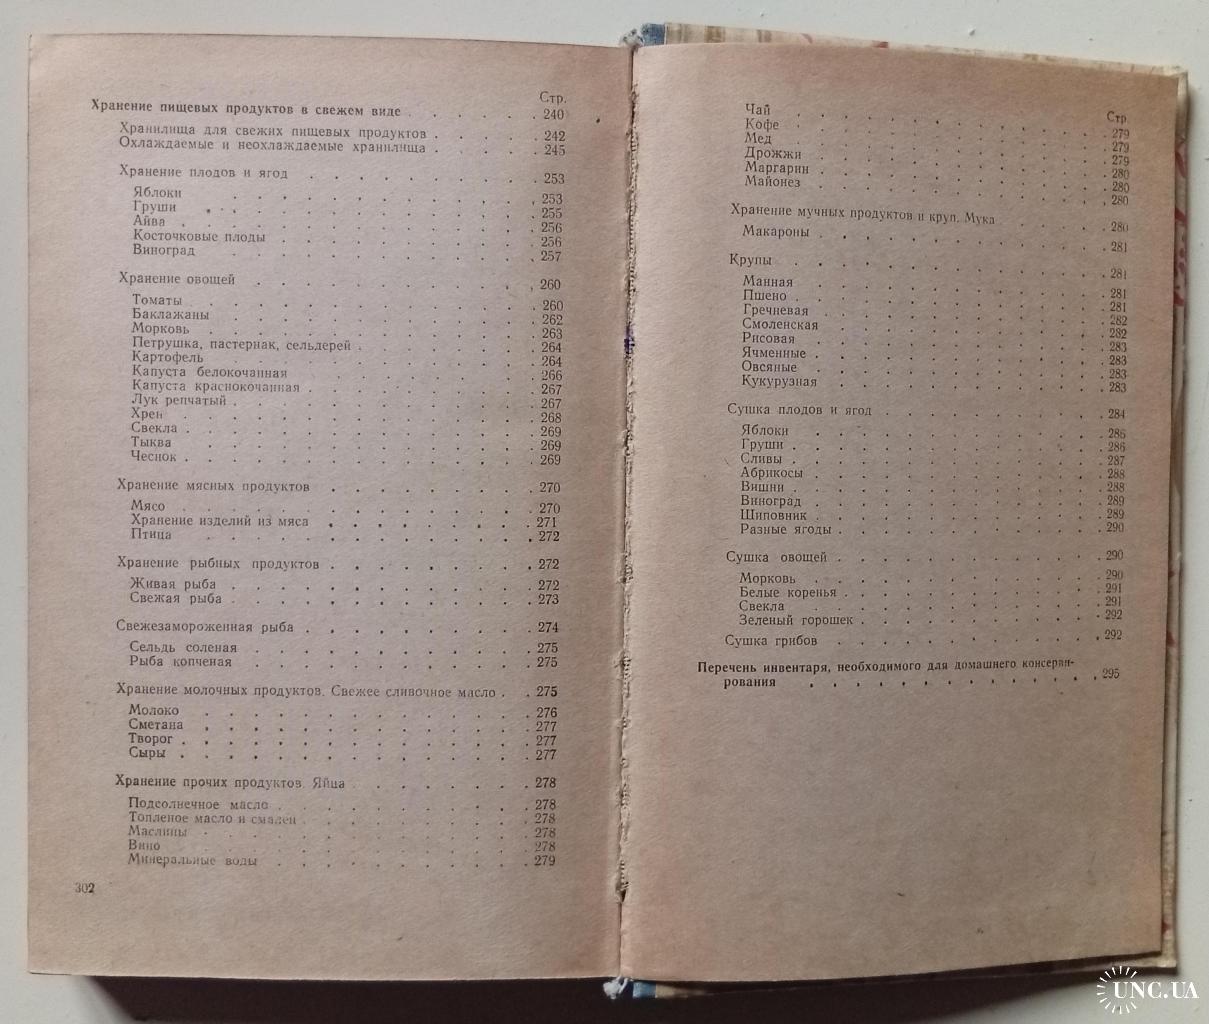 Стр.
Хранение пищевых продуктов в свежем виде . . . . . . 240
Хранилища для свежих пищевых продуктов . . . . . 242
Охлаждаемые и неохлаждаемые хранилища . . . . . 245
Хранение плодов и ягод . . . . . . . . . 253
Яблоки . . . . . . . . . . . 253
Груши . . . . . . . . . . . 255
Айва . . . . . . . . . . . 256
Косточковые плоды . . . . . . . . . 256
Виноград . . . . . . . . . . . 257
Хранение овощей . . . . . . . . . . 260
Томаты . . . . . . . . . . . 260
Баклажаны . . . . . . . . . . 262
Морковь . . . . . . . . . . . 263
Петрушка, пастернак, сельдерей . . . . . . . 264
Картофель . . . . . . . . . . 264
Капуста белокочанная . . . . . . . . 266
Капуста краснокочанная . . . . . . . . 267
Лук репчатый . . . . . . . . . . 267
Хрен . . . . . . . . . . . 268
Свекла . . . . . . . . . . . 269
Тыква . . . . . . . . . . . 269
Чеснок . . . . . . . . . . . 269
Хранение мясных продуктов . . . . . . . . 270
Мясо . . . . . . . . . . . 270
Хранение изделий из мяса . . . . . . . . 271
Птица . . . . . . . . . . . 272
Хранение рыбных продуктов . . . . . . . . 272
Живая рыба . . . . . . . . . . 272
Свежая рыба . . . . . . . . . . 273
Свежезамороженная рыба . . . . . . . . . 274
Сельдь соленая . . . . . . . . . . 275
Рыба копченая . . . . . . . . . . 275
Хранение молочных продуктов. Свежее сливочное масло . . 275
Молоко . . . . . . . . . . . 276
Сметана . . . . . . . . . . . 277
Творог . . . . . . . . . . . 277
Сыры . . . . . . . . . . . 277
Хранение прочих продуктов. Яйца . . . . . . . 278
Подсолнечное масло . . . . . . . . . 278
Топленое масло и смалец . . . . . . . . 278
Маслины . . . . . . . . . . . 278
Вино . . . . . . . . . . . 278
Минеральные воды . . . . . . . . . 279
302
Стр.
Чай . . . . . . . . . . . 279
Кофе . . . . . . . . . . . 279
Мед . . . . . . . . . . . 279
Дрожжи . . . . . . . . . . . 280
Маргарин . . . . . . . . . . 280
Майонез . . . . . . . . . . . 280
Хранение мучных продуктов и круп. Мука . . . . 280
Макароны . . . . . . . . . . 281
Крупы . . . . . . . . . . . 281
Манная . . . . . . . . . . . 281
Пшено . . . . . . . . . . . 281
Гречневая . . . . . . . . . . 282
Смоленская . . . . . . . . . . 282
Рисовая . . . . . . . . . . . 283
Ячменные . . . . . . . . . . 283
Овсяные . . . . . . . . . . . 283
Кукурузная . . . . . . . . . . 283
Сушка плодов и ягод . . . . . . . . . 284
Яблоки . . . . . . . . . . . 285
Груши . . . . . . . . . . . 286
Сливы . . . . . . . . . . . 287
Абрикосы . . . . . . . . . . 288
Вишни . . . . . . . . . . . 288
Виноград . . . . . . . . . . 289
Шиповник . . . . . . . . . . 289
Разные ягоды . . . . . . . . . . 290
Сушка овощей . . . . . . . . . . 290
Морковь . . . . . . . . . . . 290
Белые коренья . . . . . . . . . . 291
Свекла . . . . . . . . . . . 291
Зеленый горошек . . . . . . . . . 292
Сушка грибов . . . . . . . . . . 292
Перечень инвентаря, необходимого для домашнего консерви-
рования . . . . . . . . . . . 295
UNC.UA